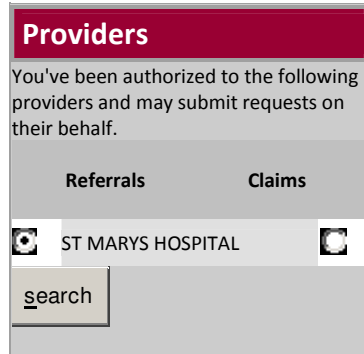 Providers
You've been authorized to the following
providers and may submit requests on
their behalf.
Referrals Claims
ST MARYS HOSPITAL
search